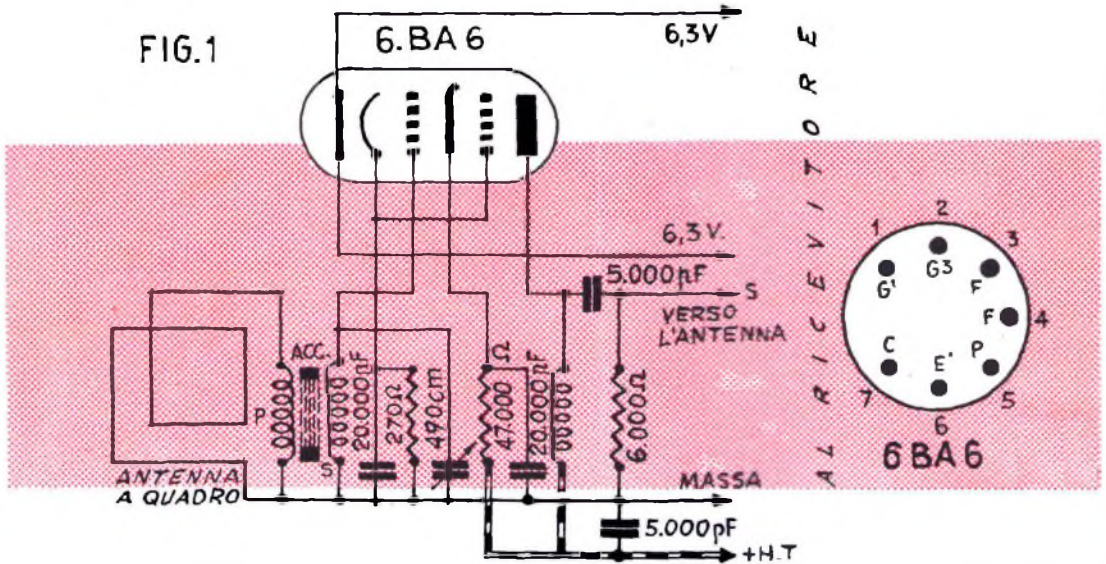 FIG.1
6.BA6
6,3V
6,3 V.
5.000pF
S
VERSO
L'ANTENNA
AL RICEVITORE
P
ACC.
S
20.000pF
270Ω
490cm
47.000 Ω
20.000pF
6.000Ω
ANTENNA
A QUADRO
MASSA
5.000pF
+H.T
1
2
3
4
5
6
7
G'
G3
F
F
P
E'
C
6BA6